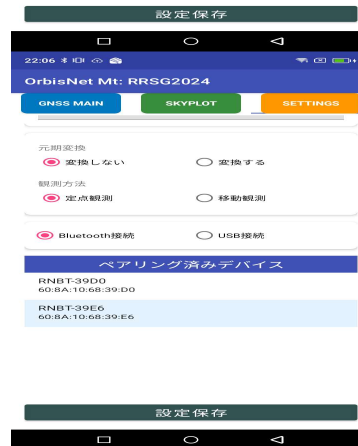 設定保存
22:06
OrbisNet Mt: RRSG2024
GNSS MAIN SKYPLOT SETTINGS
元期変換
変換しない 変換する
観測方法
定点観測 移動観測
Bluetooth接続 USB接続
ペアリング済みデバイス
RNBT-39D0
60:8A:10:68:39:D0
RNBT-39E6
60:8A:10:68:39:E6
設定保存